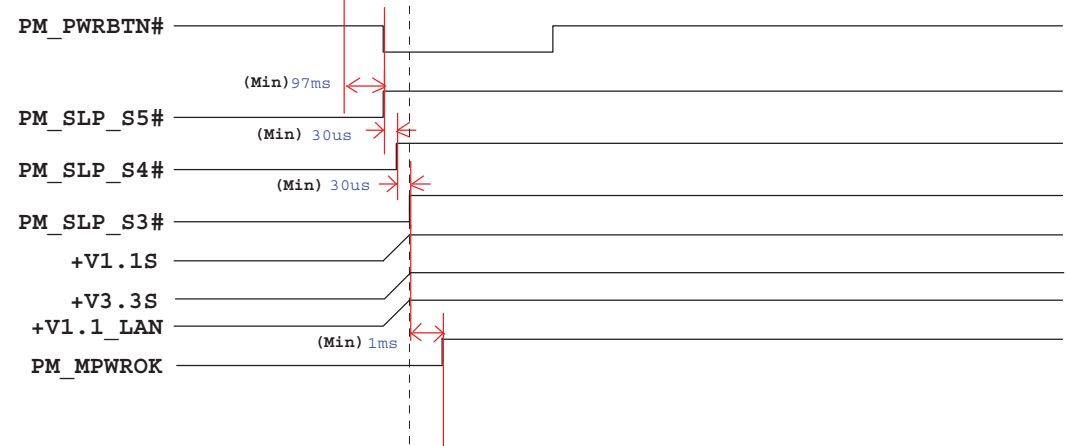 PM_PWRBTN#
(Min) 97ms
PM_SLP_S5#
(Min) 30us
PM_SLP_S4#
(Min) 30us
PM_SLP_S3#
+V1.1S
+V3.3S
+V1.1_LAN
(Min) 1ms
PM_MPWROK